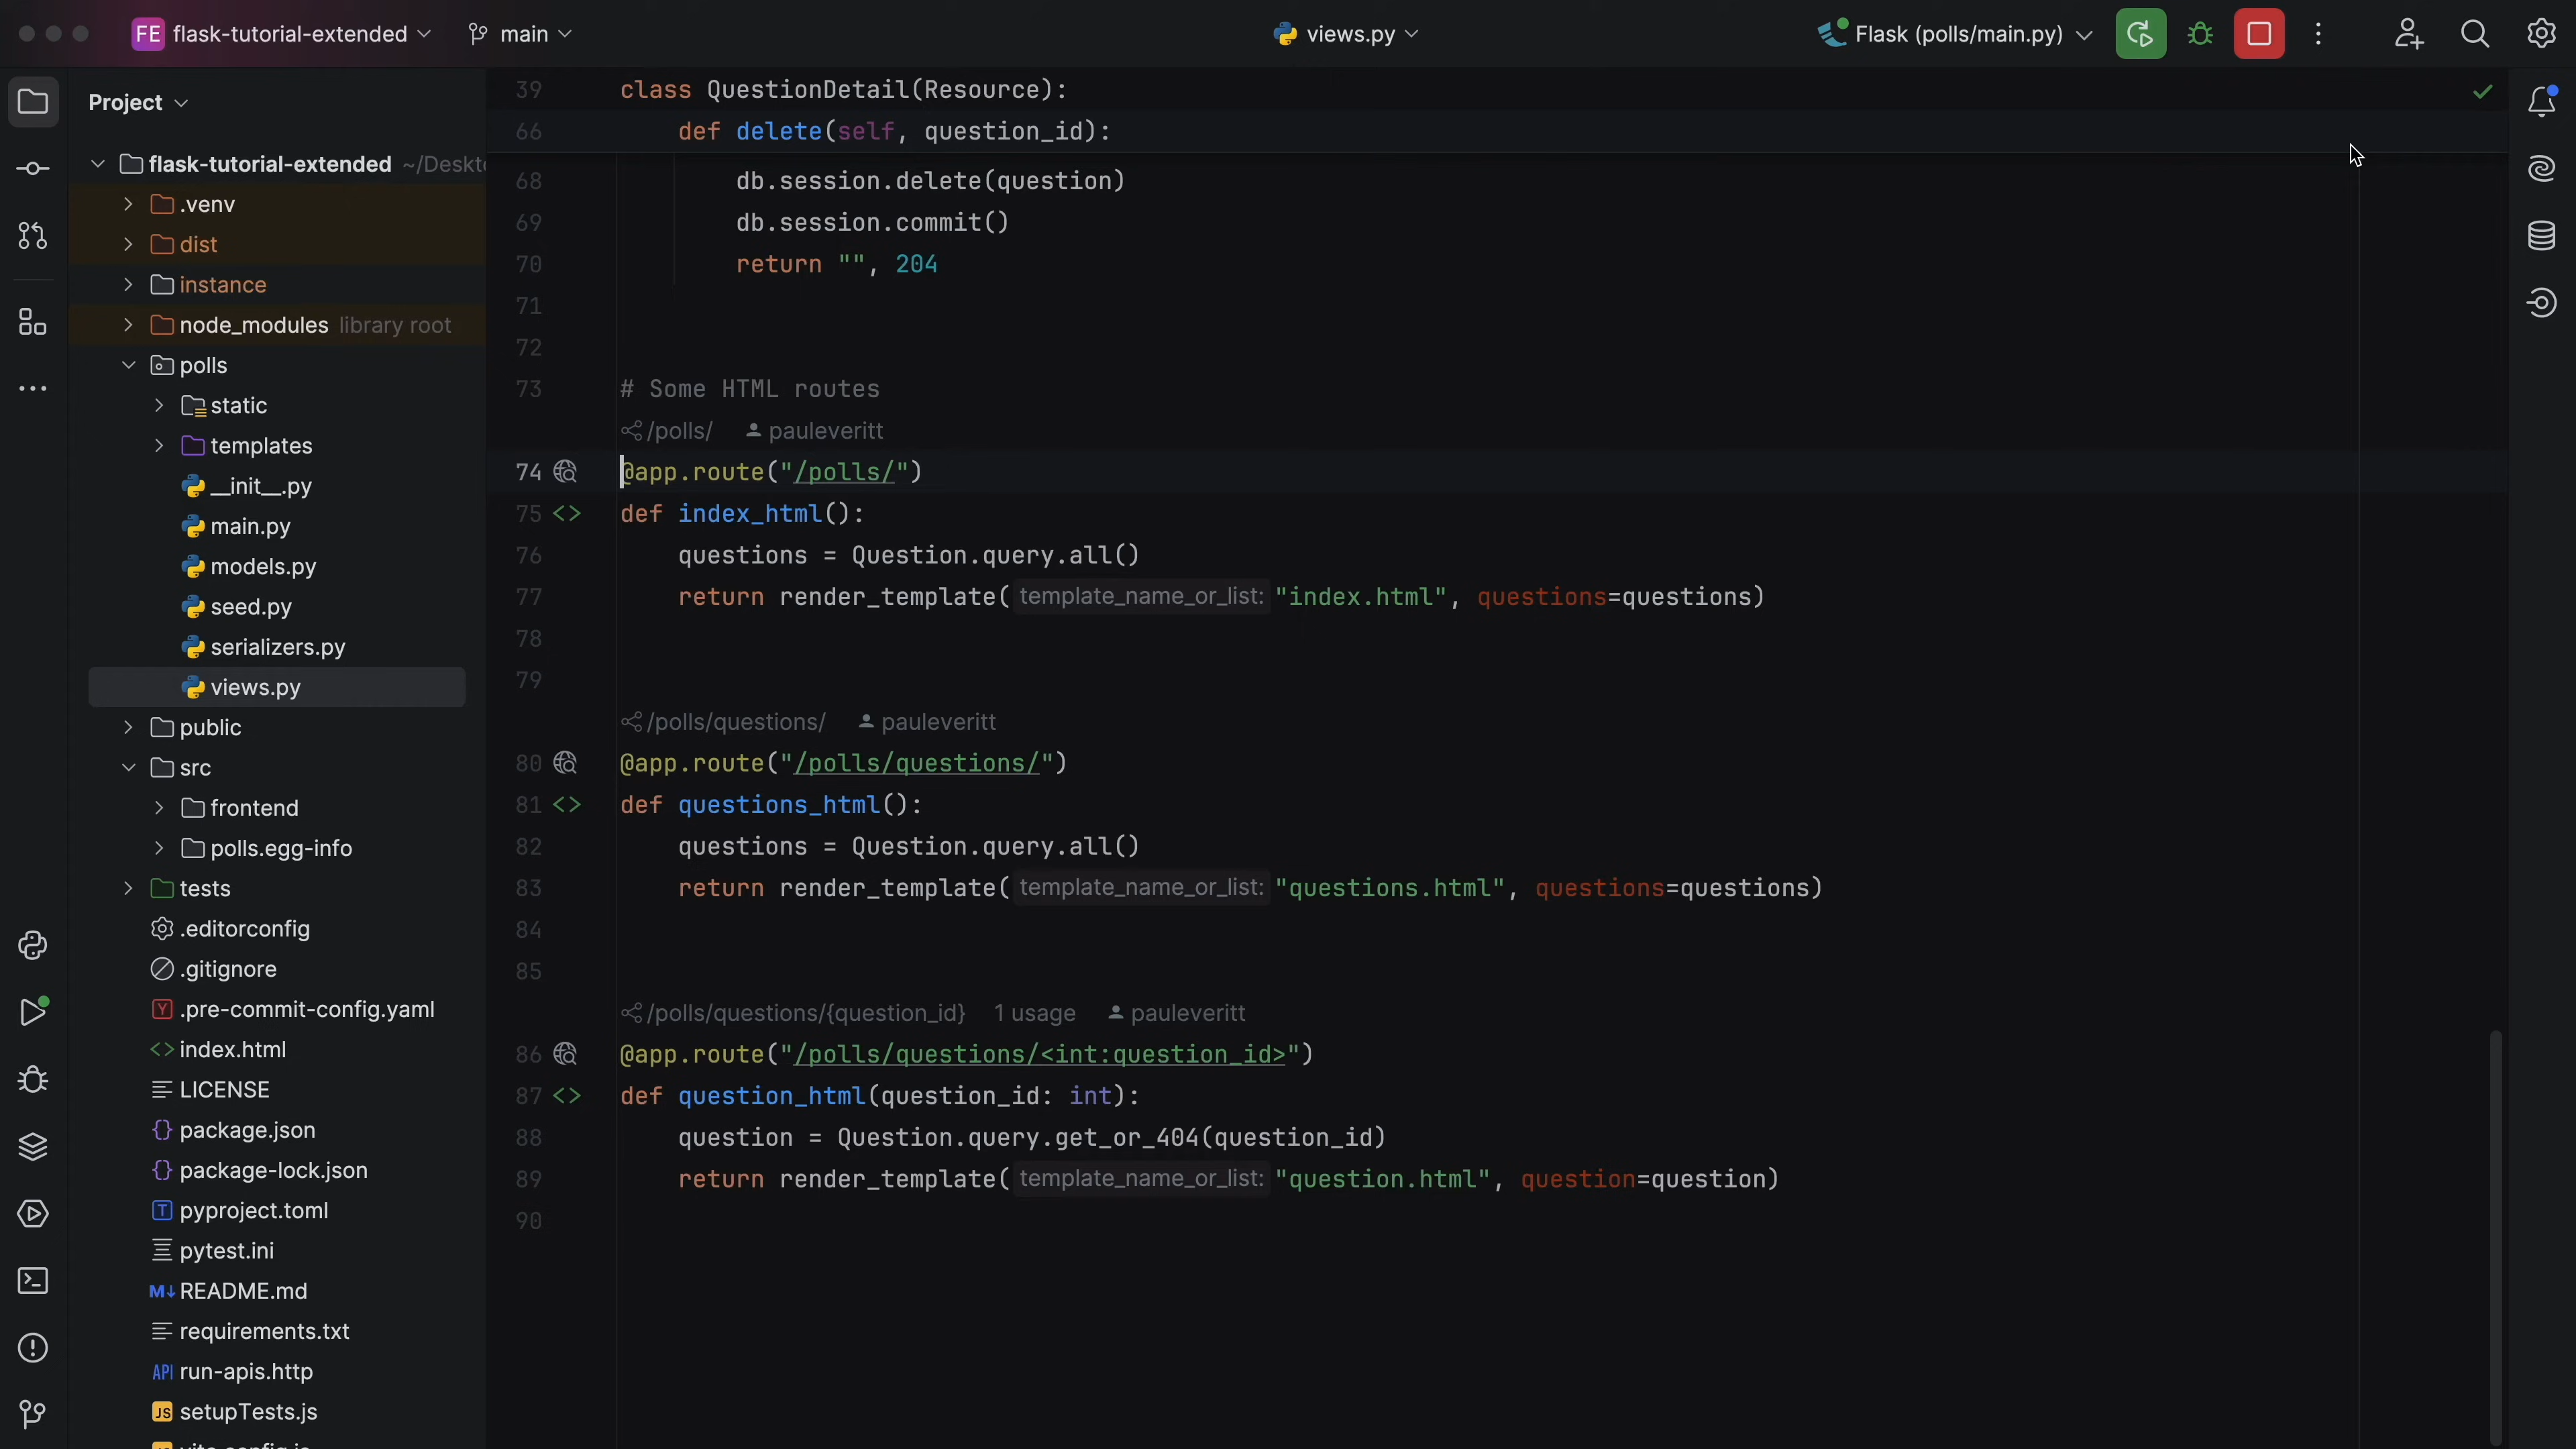 FE flask-tutorial-extended main views.py Flask (polls/main.py)
Project
flask-tutorial-extended
.venv
dist
instance
node_modules library root
polls
static
templates
__init__.py
main.py
models.py
seed.py
serializers.py
views.py
public
src
frontend
polls.egg-info
tests
.editorconfig
.gitignore
Y .pre-commit-config.yaml
<> index.html
LICENSE
{} package.json
{} package-lock.json
T pyproject.toml
pytest.ini
M↓ README.md
requirements.txt
API run-apis.http
JS setupTests.js
39 class QuestionDetail(Resource):
66 def delete(self, question_id):
68 db.session.delete(question)
69 db.session.commit()
70 return "", 204
71
72
73 # Some HTML routes
/polls/ pauleveritt
74 @app.route("/polls/")
75 <> def index_html():
76 questions = Question.query.all()
77 return render_template( template_name_or_list: "index.html", questions=questions)
78
79
/polls/questions/ pauleveritt
80 @app.route("/polls/questions/")
81 <> def questions_html():
82 questions = Question.query.all()
83 return render_template( template_name_or_list: "questions.html", questions=questions)
84
85
/polls/questions/{question_id} 1 usage pauleveritt
86 @app.route("/polls/questions/<int:question_id>")
87 <> def question_html(question_id: int):
88 question = Question.query.get_or_404(question_id)
89 return render_template( template_name_or_list: "question.html", question=question)
90